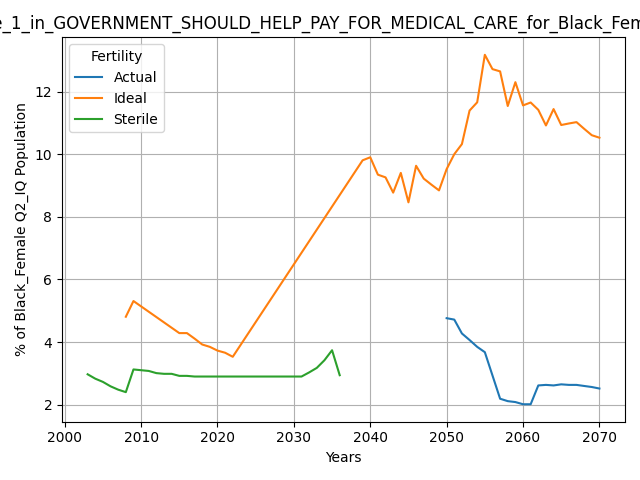 e_1_in_GOVERNMENT_SHOULD_HELP_PAY_FOR_MEDICAL_CARE_for_Black_Fem
Fertility
Actual
Ideal
Sterile
% of Black_Female Q2_IQ Population
12
10
8
6
4
2
2000 2010 2020 2030 2040 2050 2060 2070
Years